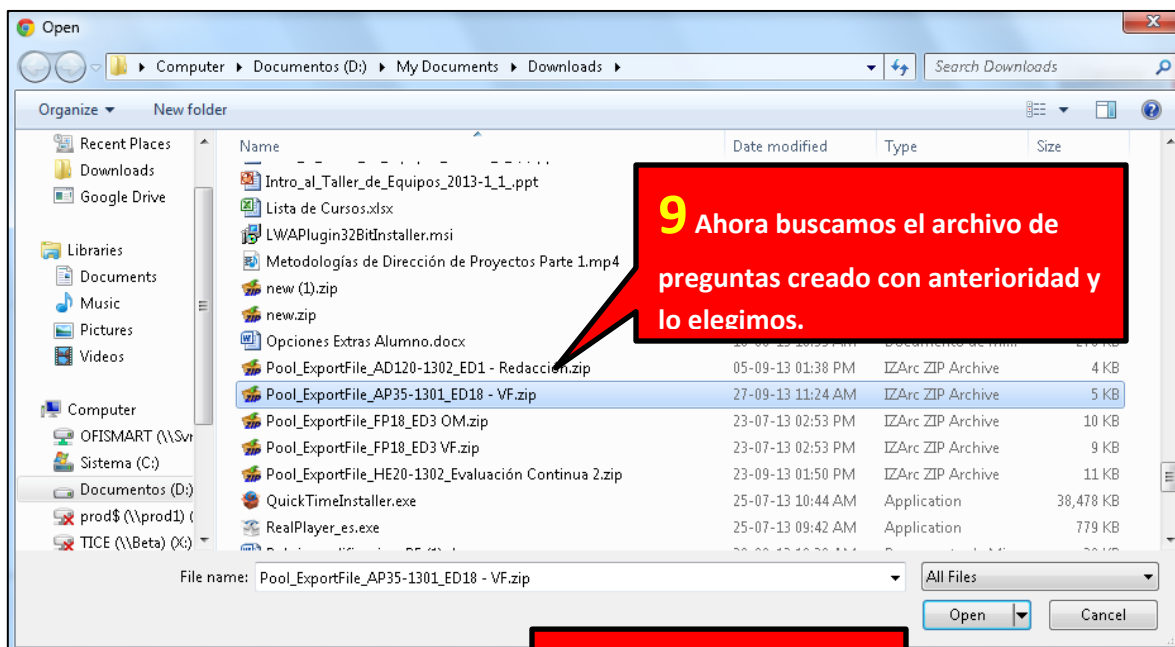 Open
Computer ▸ Documentos (D:) ▸ My Documents ▸ Downloads ▸
Search Downloads
Organize
New folder
Recent Places
Downloads
Google Drive
Libraries
Documents
Music
Pictures
Videos
Computer
OFISMART (\\Svr
Sistema (C:)
Documentos (D:)
prod$ (\\prod1) (
TICE (\\Beta) (X:)
Name Date modified Type Size
Intro_al_Taller_de_Equipos_2013-1_1_.ppt
Lista de Cursos.xlsx
LWAPlugin32BitInstaller.msi
Metodologías de Dirección de Proyectos Parte 1.mp4
new (1).zip
new.zip
Opciones Extras Alumno.docx
Pool_ExportFile_AD120-1302_ED1 - Redacción.zip 05-09-13 01:38 PM IZArc ZIP Archive 4 KB
Pool_ExportFile_AP35-1301_ED18 - VF.zip 27-09-13 11:24 AM IZArc ZIP Archive 5 KB
Pool_ExportFile_FP18_ED3 OM.zip 23-07-13 02:53 PM IZArc ZIP Archive 10 KB
Pool_ExportFile_FP18_ED3 VF.zip 23-07-13 02:53 PM IZArc ZIP Archive 9 KB
Pool_ExportFile_HE20-1302_Evaluación Continua 2.zip 23-09-13 01:50 PM IZArc ZIP Archive 11 KB
QuickTimeInstaller.exe 25-07-13 10:44 AM Application 38,478 KB
RealPlayer_es.exe 25-07-13 09:42 AM Application 779 KB
9 Ahora buscamos el archivo de
preguntas creado con anterioridad y
lo elegimos.
File name: Pool_ExportFile_AP35-1301_ED18 - VF.zip
All Files
Open
Cancel